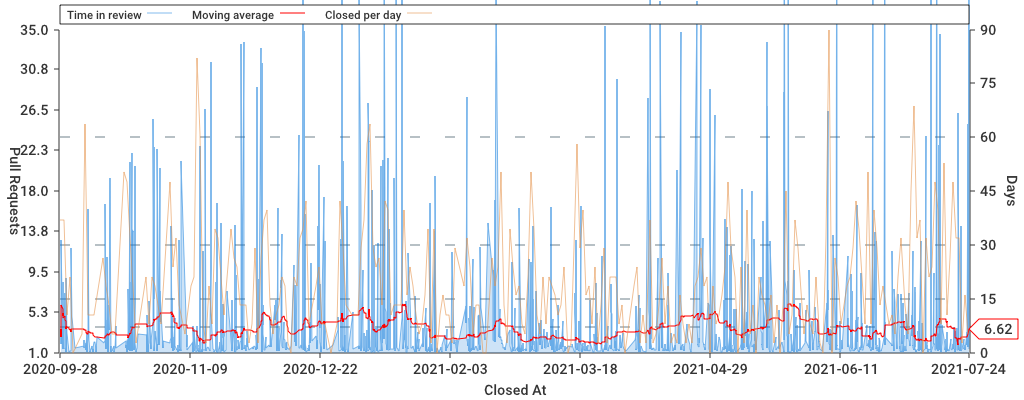 Time in review Moving average Closed per day
35.0 90
30.8 75
26.5 60
22.3 45
18.0 30
13.8 15
9.5 0
5.3
1.0
Pull Requests
Days
6.62
2020-09-28 2020-11-09 2020-12-22 2021-02-03 2021-03-18 2021-04-29 2021-06-11 2021-07-24
Closed At